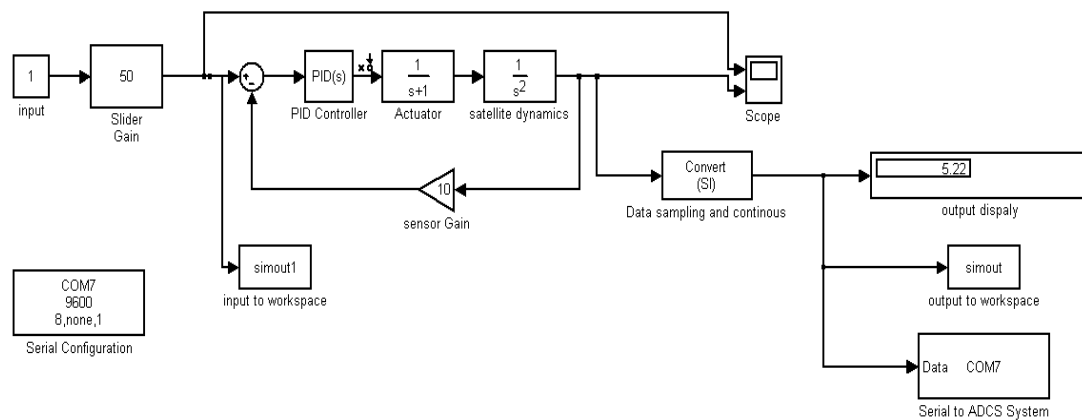 1
input
50
Slider
Gain
+
-
PID(s)
PID Controller
1
s+1
Actuator
1
s2
satellite dynamics
Scope
10
sensor Gain
Convert
(SI)
Data sampling and continous
5.22
output dispaly
simout1
input to workspace
simout
output to workspace
COM7
9600
8,none,1
Serial Configuration
Data COM7
Serial to ADCS System